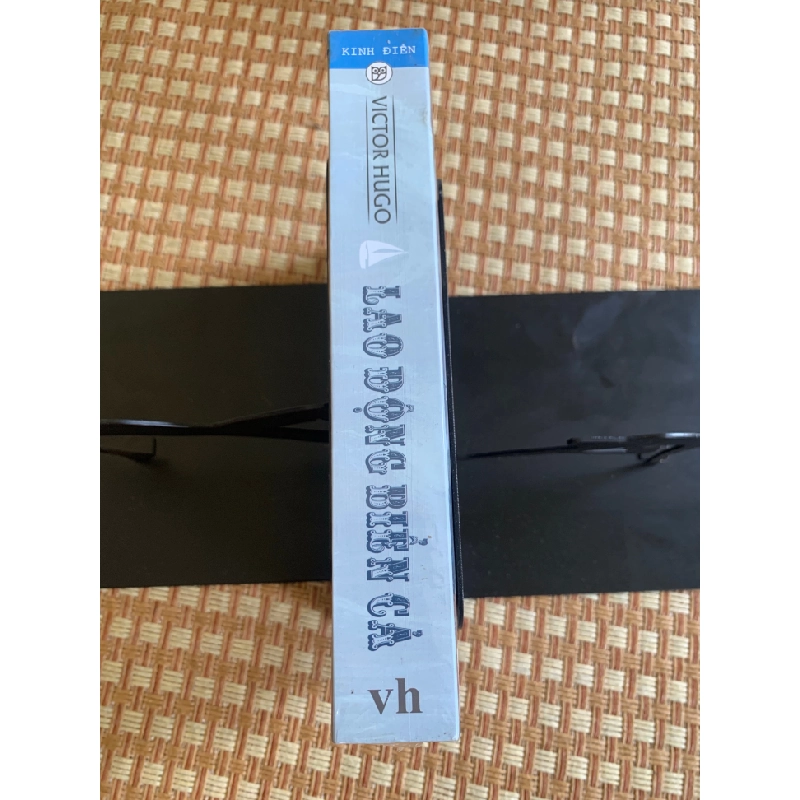 KINH ĐIỂN
VICTOR HUGO
LAO ĐỘNG BIỂN CẢ
vh